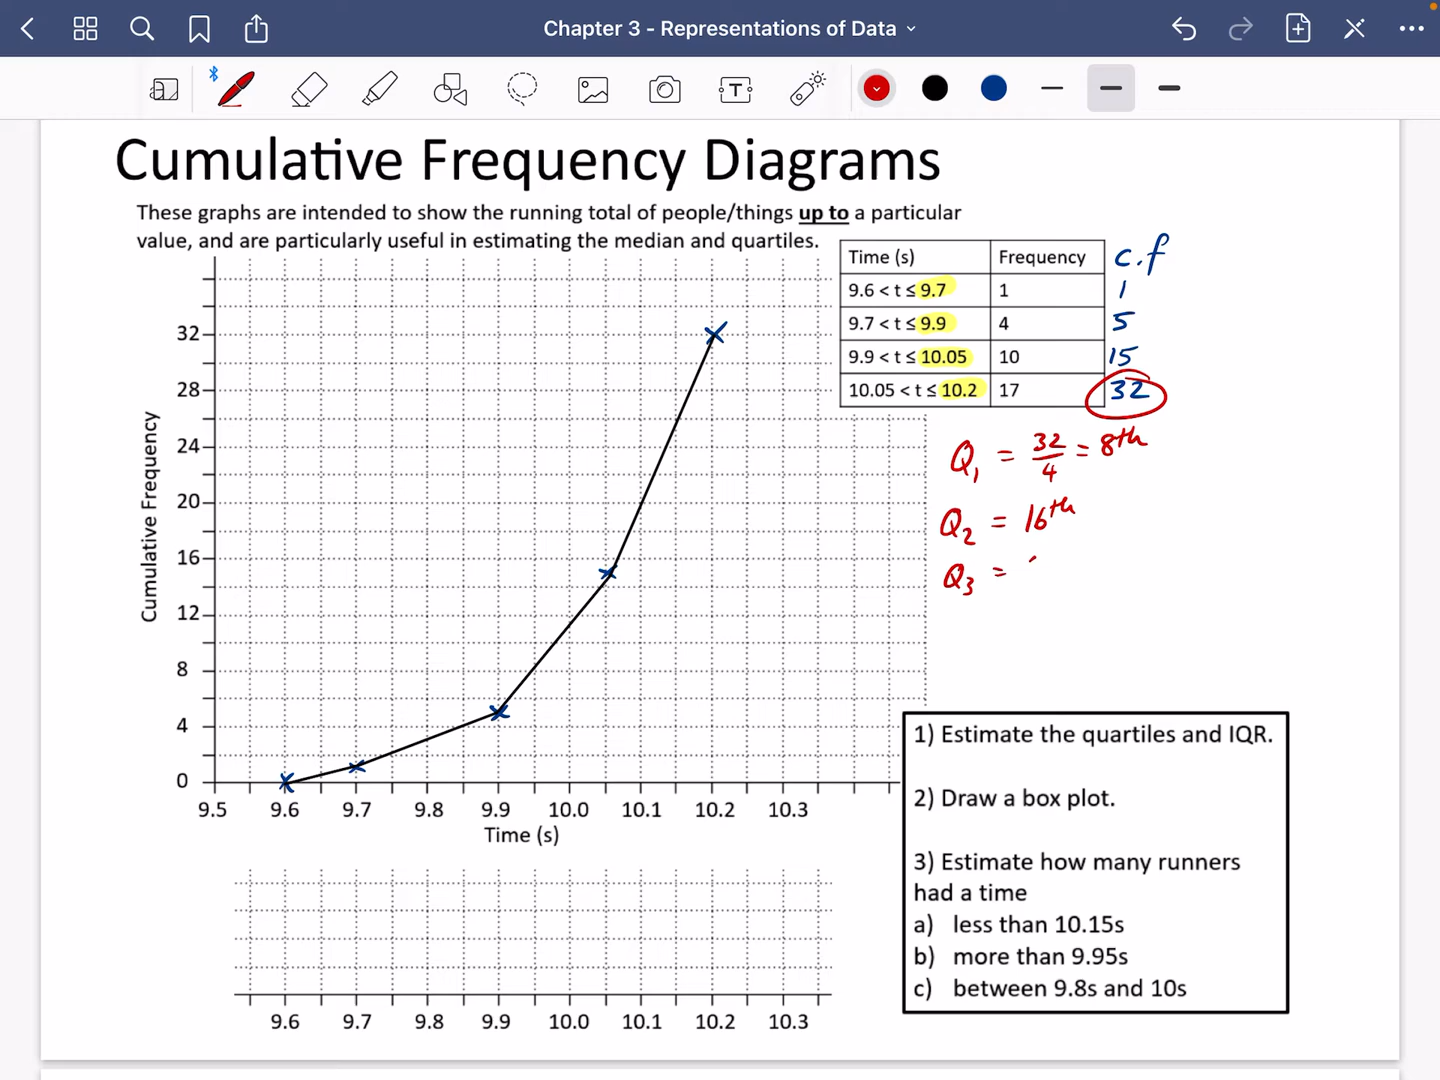 Chapter 3 - Representations of Data
Cumulative Frequency Diagrams
These graphs are intended to show the running total of people/things up to a particular
value, and are particularly useful in estimating the median and quartiles.
Time (s) Frequency c.f
9.6 < t ≤ 9.7 1 1
9.7 < t ≤ 9.9 4 5
9.9 < t ≤ 10.05 10 15
10.05 < t ≤ 10.2 17 32
Q1 = 32/4 = 8th
Q2 = 16th
Q3 =
Cumulative Frequency
32
28
24
20
16
12
8
4
0
9.5 9.6 9.7 9.8 9.9 10.0 10.1 10.2 10.3
Time (s)
9.6 9.7 9.8 9.9 10.0 10.1 10.2 10.3
1) Estimate the quartiles and IQR.
2) Draw a box plot.
3) Estimate how many runners
had a time
a) less than 10.15s
b) more than 9.95s
c) between 9.8s and 10s